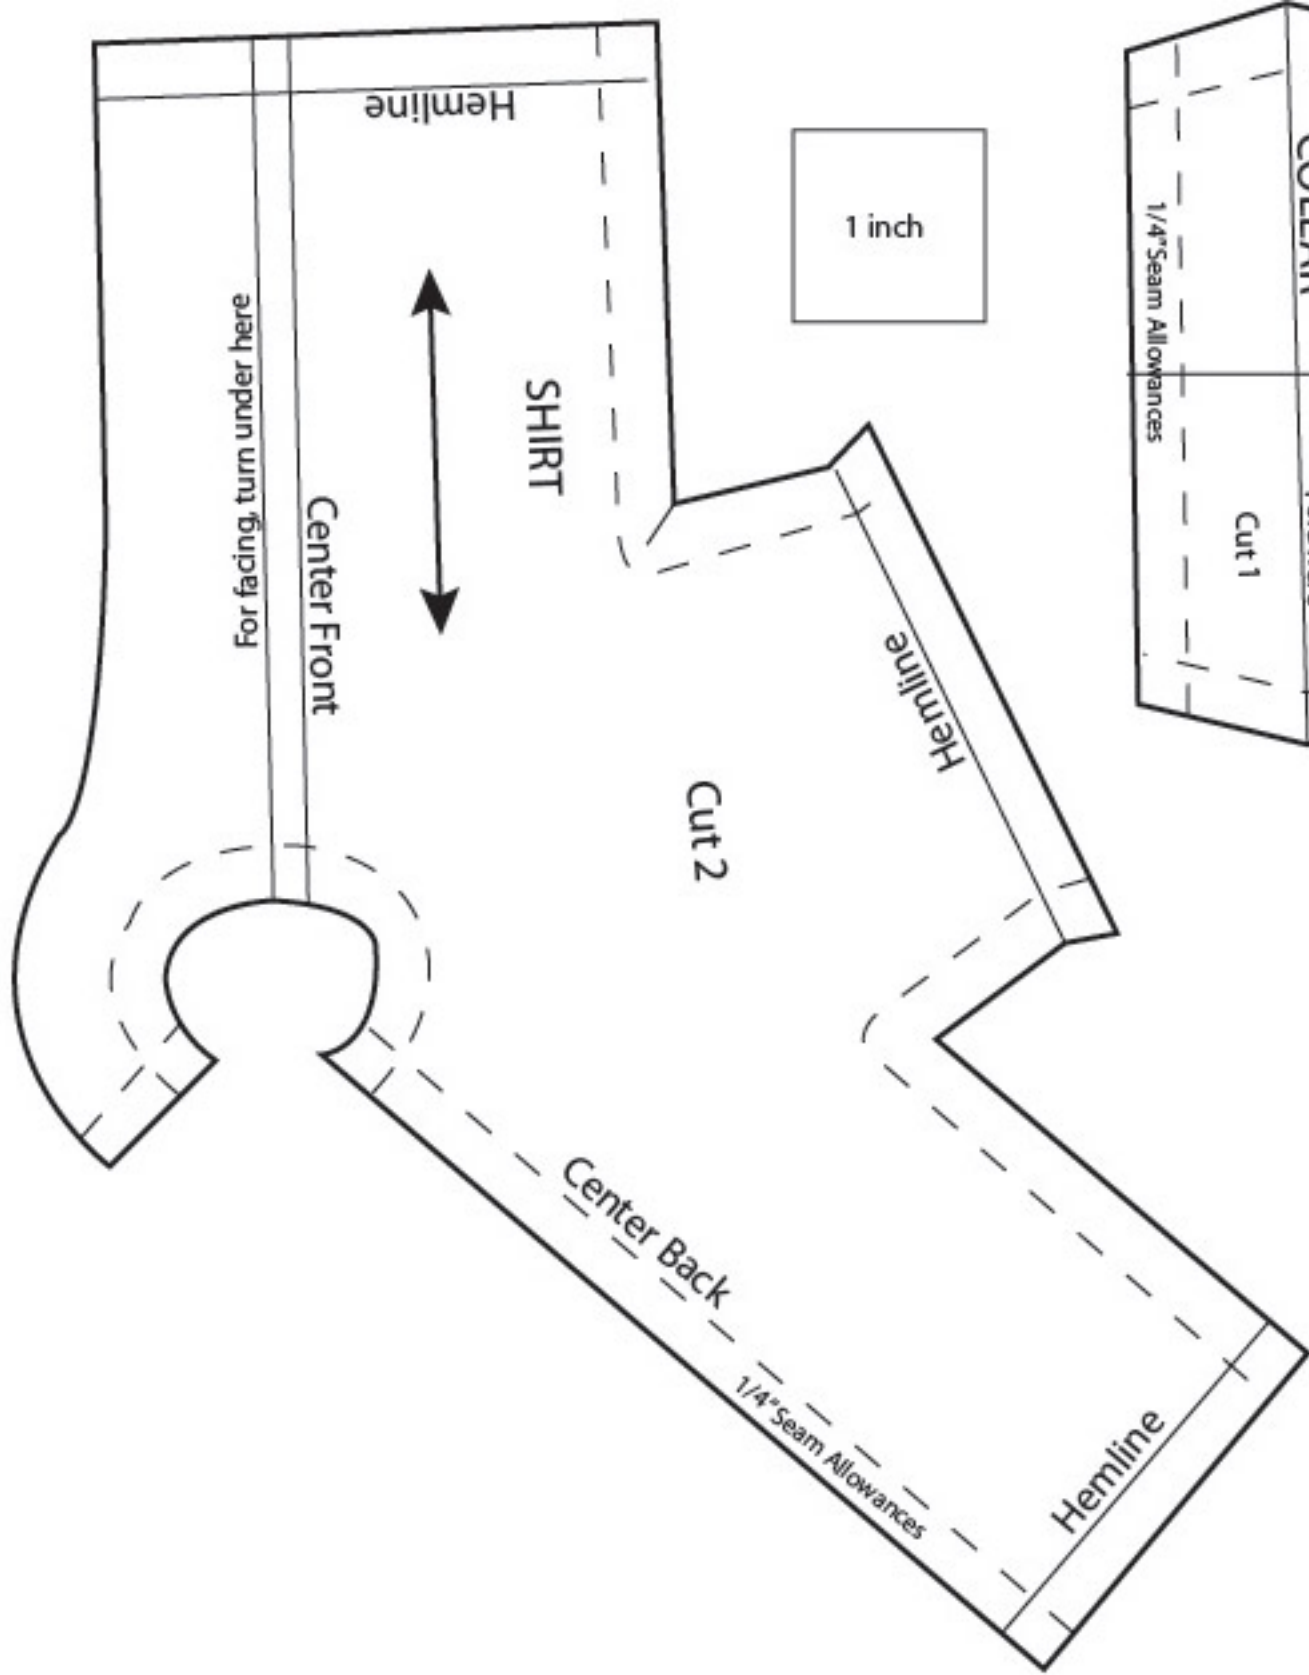 Hemline
For facing, turn under here
Center Front
SHIRT
1 inch
1/4" Seam Allowances
Cut 1
Hemline
Cut 2
Center Back
1/4" Seam Allowances
Hemline